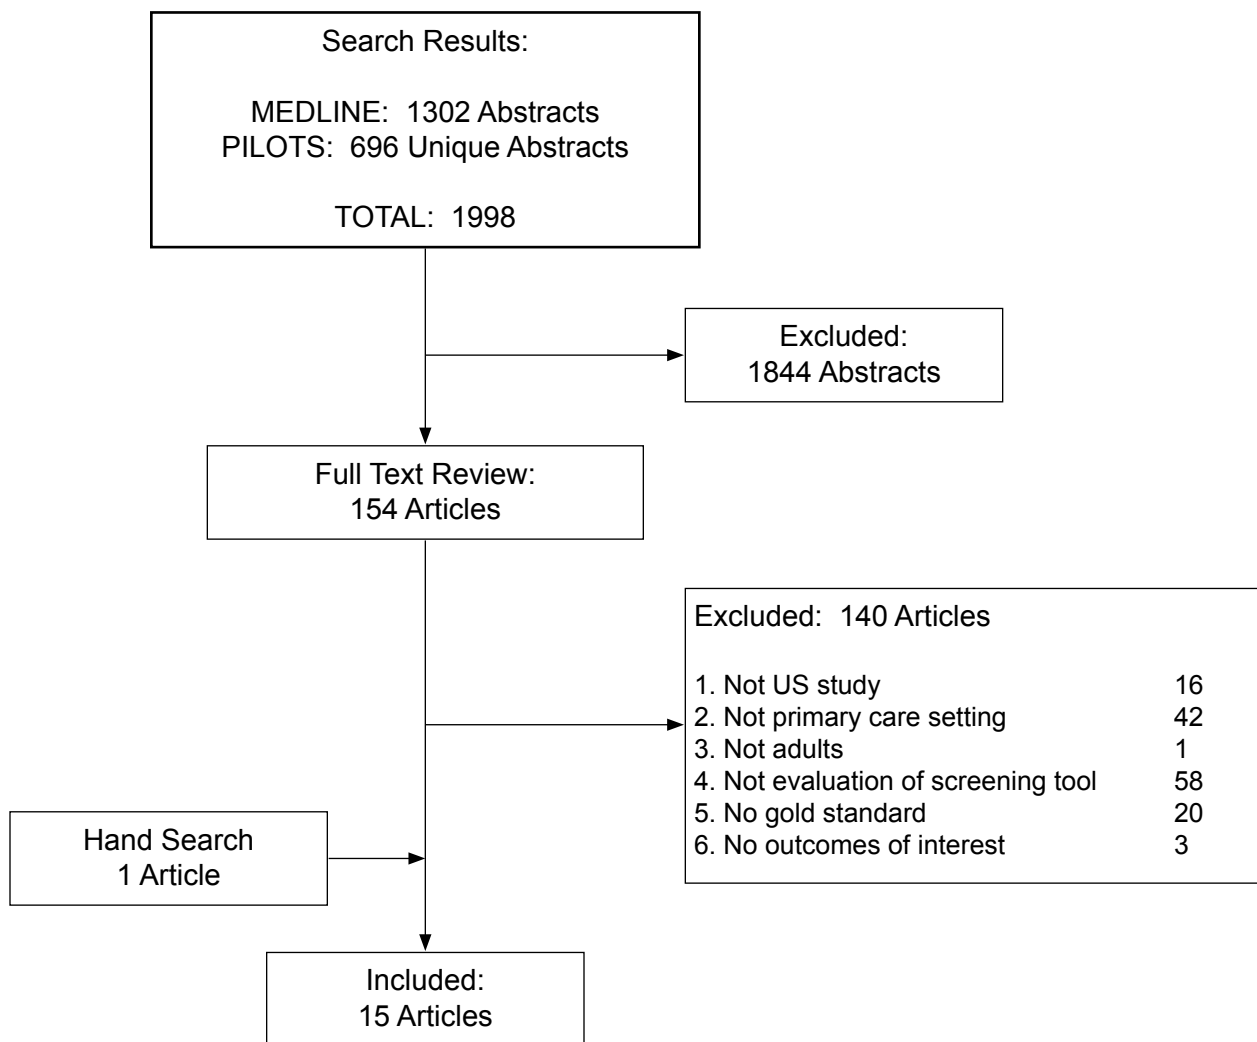 Search Results:
MEDLINE: 1302 Abstracts
PILOTS: 696 Unique Abstracts
TOTAL: 1998
Excluded:
1844 Abstracts
Full Text Review:
154 Articles
Excluded: 140 Articles
1. Not US study 16
2. Not primary care setting 42
3. Not adults 1
4. Not evaluation of screening tool 58
5. No gold standard 20
6. No outcomes of interest 3
Hand Search
1 Article
Included:
15 Articles